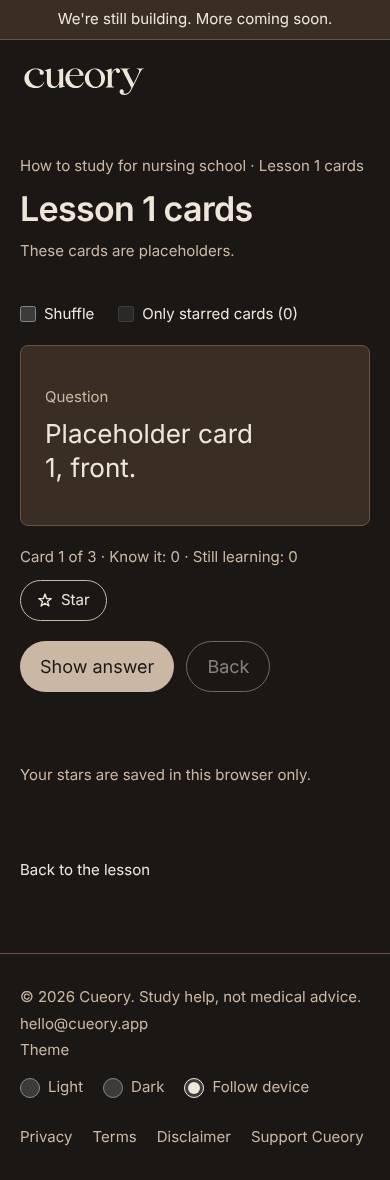 We're still building. More coming soon.
cueory
How to study for nursing school · Lesson 1 cards
Lesson 1 cards
These cards are placeholders.
Shuffle
Only starred cards (0)
Question
Placeholder card
1, front.
Card 1 of 3 · Know it: 0 · Still learning: 0
Star
Show answer
Back
Your stars are saved in this browser only.
Back to the lesson
© 2026 Cueory. Study help, not medical advice.
hello@cueory.app
Theme
Light
Dark
Follow device
Privacy
Terms
Disclaimer
Support Cueory